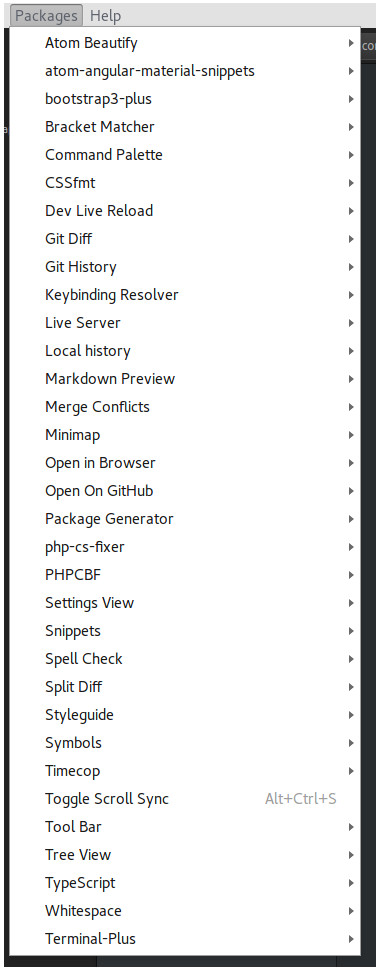 Packages Help
Atom Beautify
atom-angular-material-snippets
bootstrap3-plus
Bracket Matcher
Command Palette
CSSfmt
Dev Live Reload
Git Diff
Git History
Keybinding Resolver
Live Server
Local history
Markdown Preview
Merge Conflicts
Minimap
Open in Browser
Open On GitHub
Package Generator
php-cs-fixer
PHPCBF
Settings View
Snippets
Spell Check
Split Diff
Styleguide
Symbols
Timecop
Toggle Scroll Sync Alt+Ctrl+S
Tool Bar
Tree View
TypeScript
Whitespace
Terminal-Plus